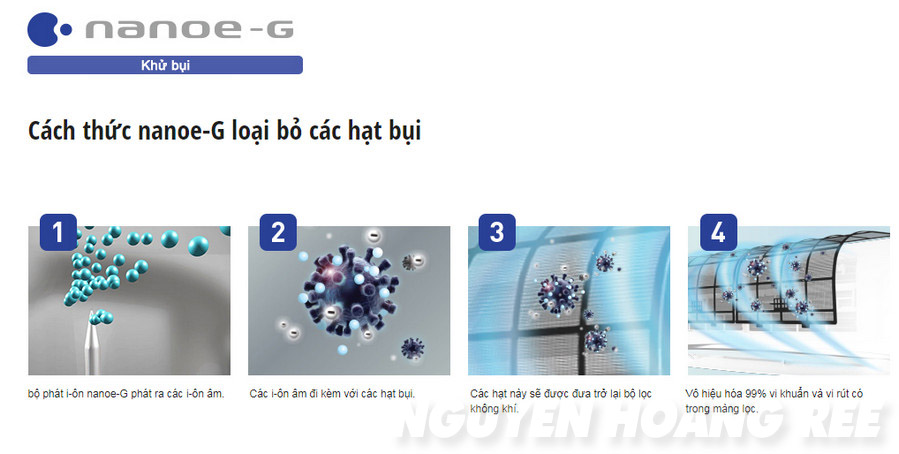 nanoe-G
Khử bụi
Cách thức nanoe-G loại bỏ các hạt bụi
1
2
3
4
bộ phát i-ôn nanoe-G phát ra các i-ôn âm.
Các i-ôn âm đi kèm với các hạt bụi.
Các hạt này sẽ được đưa trở lại bộ lọc
không khí.
Vô hiệu hóa 99% vi khuẩn và vi rút có
trong màng lọc.
NGUYEN HOANG REE